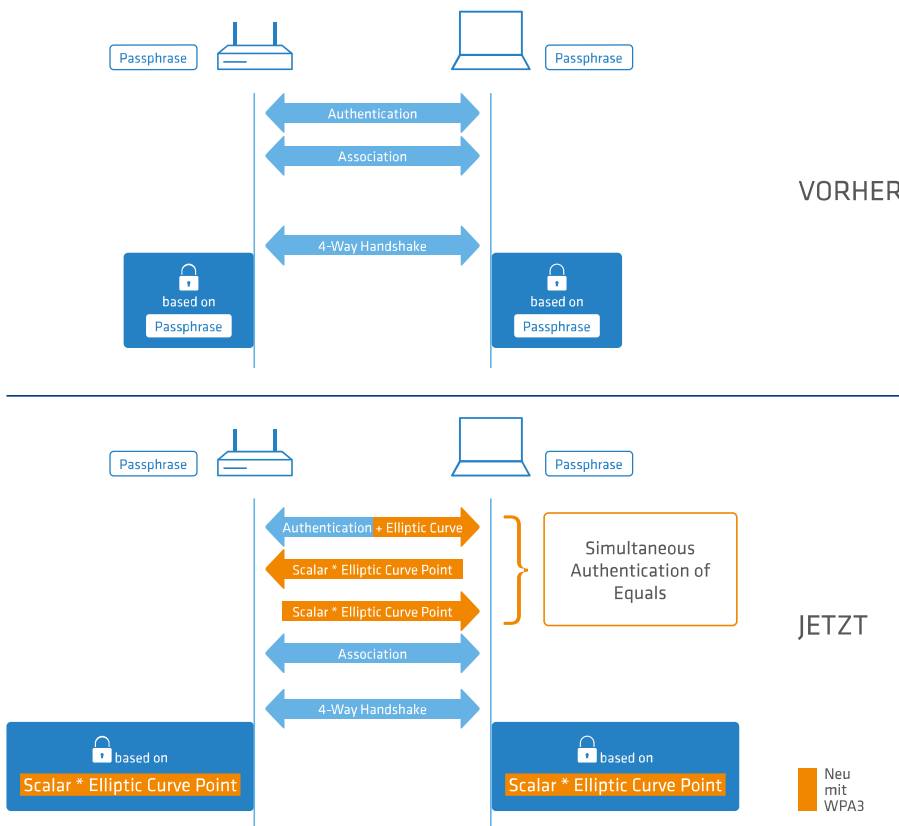 Passphrase
Passphrase
Authentication
Association
VORHER
4-Way Handshake
based on
Passphrase
based on
Passphrase
Passphrase
Passphrase
Authentication + Elliptic Curve
Scalar * Elliptic Curve Point
Scalar * Elliptic Curve Point
Simultaneous
Authentication of
Equals
JETZT
Association
4-Way Handshake
based on
Scalar * Elliptic Curve Point
based on
Scalar * Elliptic Curve Point
Neu
mit
WPA3